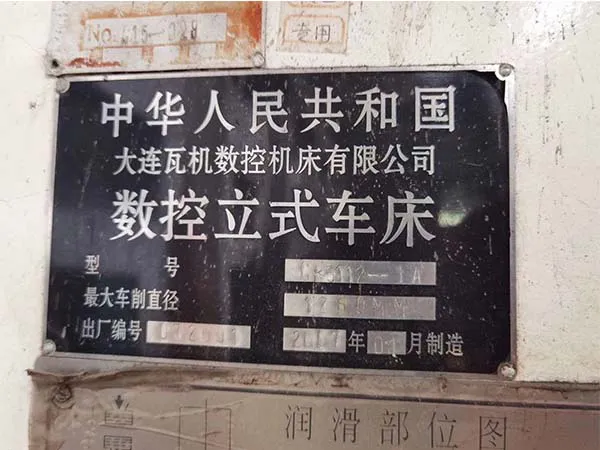 专用
中华人民共和国
大连瓦机数控机床有限公司
数控立式车床
型号
最大车削直径
出厂编号 年 月制造
润滑部位图